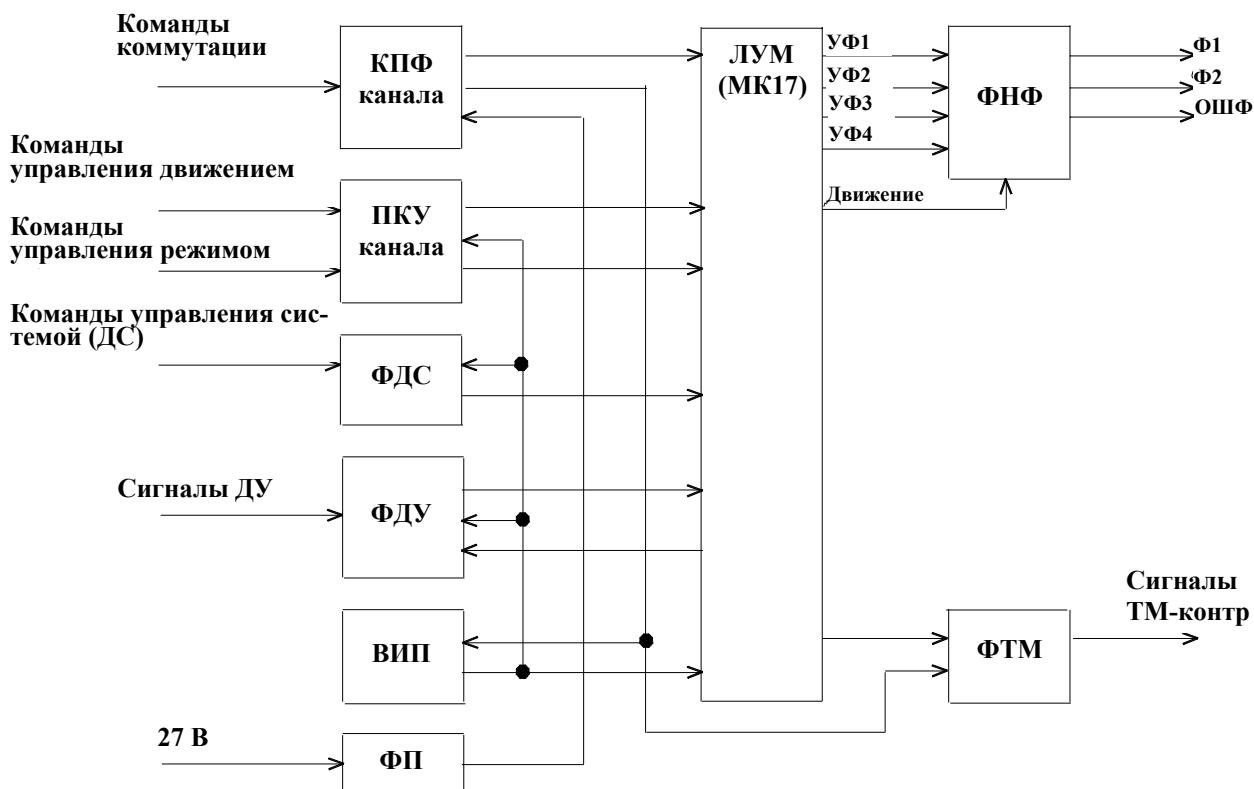 Команды
коммутации
КПФ
канала
Команды
управления движением
ПКУ
канала
Команды
управления режимом
Команды управления сис-
темой (ДС)
ФДС
Сигналы ДУ
ФДУ
ВИП
27 В
ФП
ЛУМ
(МК17)
УФ1
УФ2
УФ3
УФ4
Движение
ФНФ
Ф1
Ф2
ОШФ
ФТМ
Сигналы
ТМ-контр